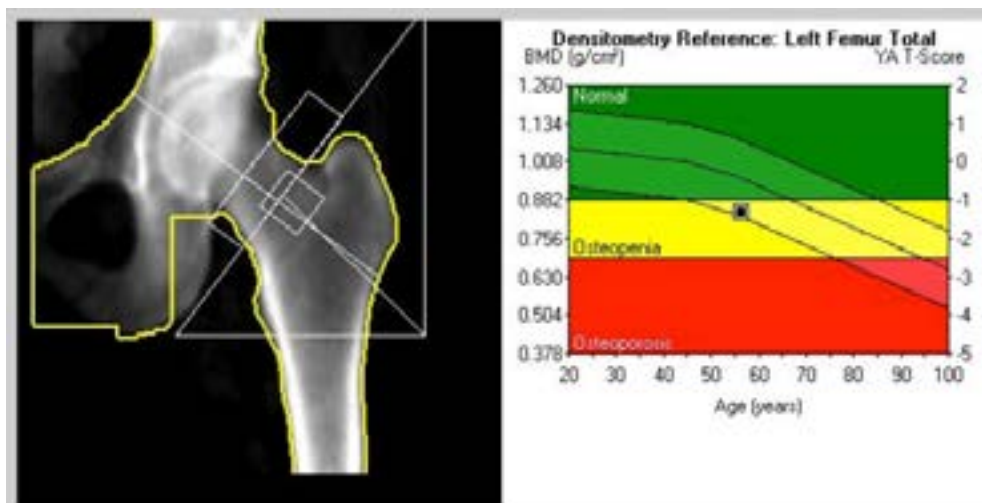 Densitometry Reference: Left Femur Total
BMD (g/cm²) YA T-Score
1.260 Normal 2
1.134 1
1.008 0
0.882 -1
0.756 Osteopenia -2
0.630 -3
0.504 -4
0.378 Osteoporosis -5
20 30 40 50 60 70 80 90 100
Age (years)